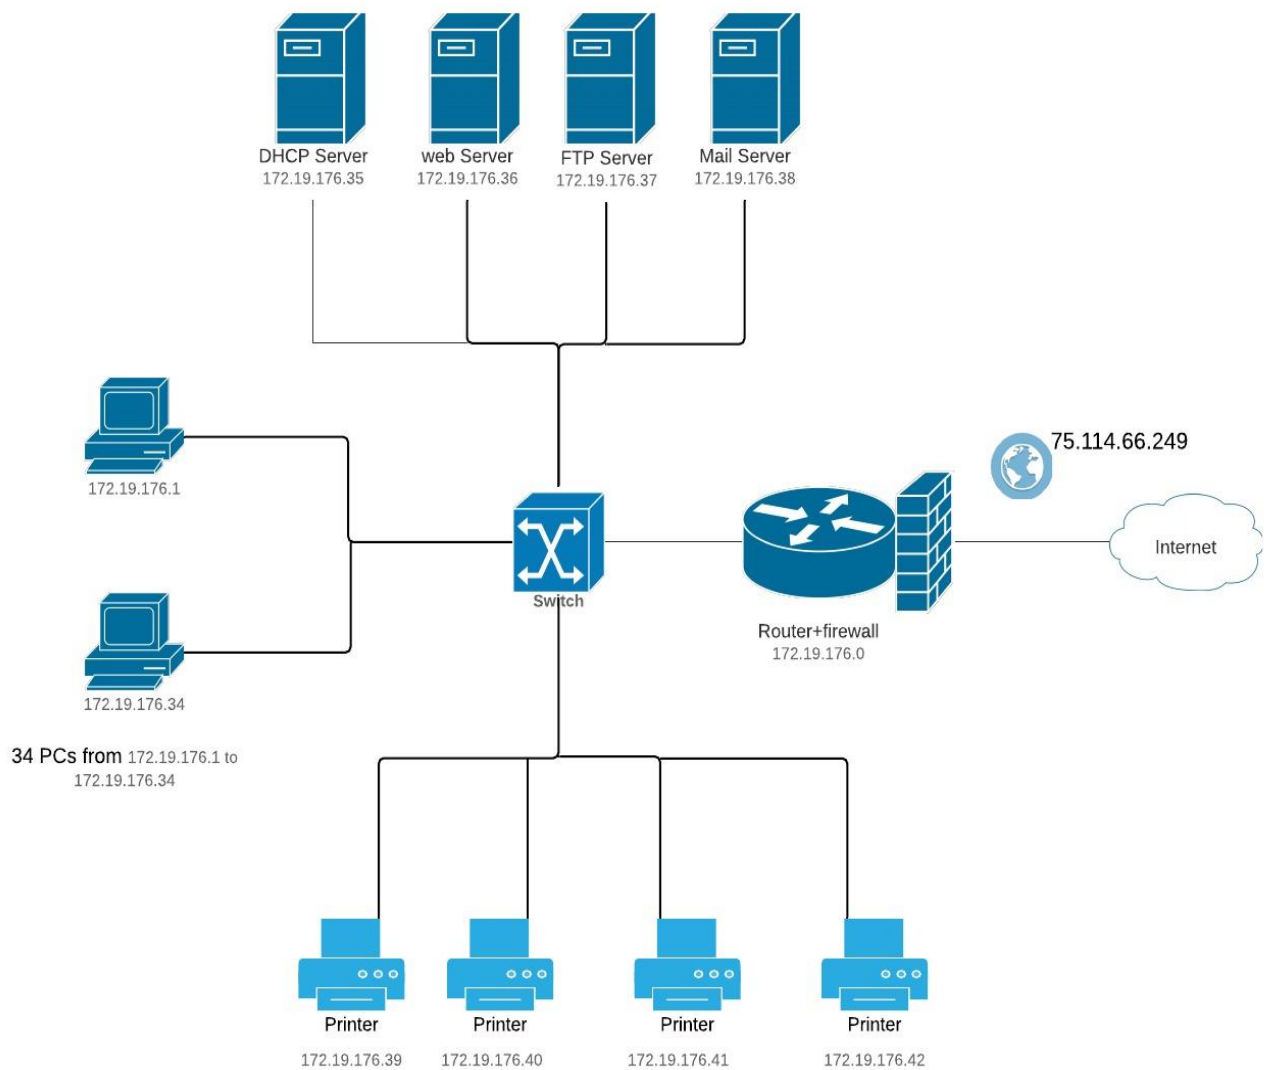 DHCP Server
172.19.176.35
web Server
172.19.176.36
FTP Server
172.19.176.37
Mail Server
172.19.176.38
172.19.176.1
75.114.66.249
Switch
Internet
Router+firewall
172.19.176.0
172.19.176.34
34 PCs from 172.19.176.1 to
172.19.176.34
Printer
172.19.176.39
Printer
172.19.176.40
Printer
172.19.176.41
Printer
172.19.176.42